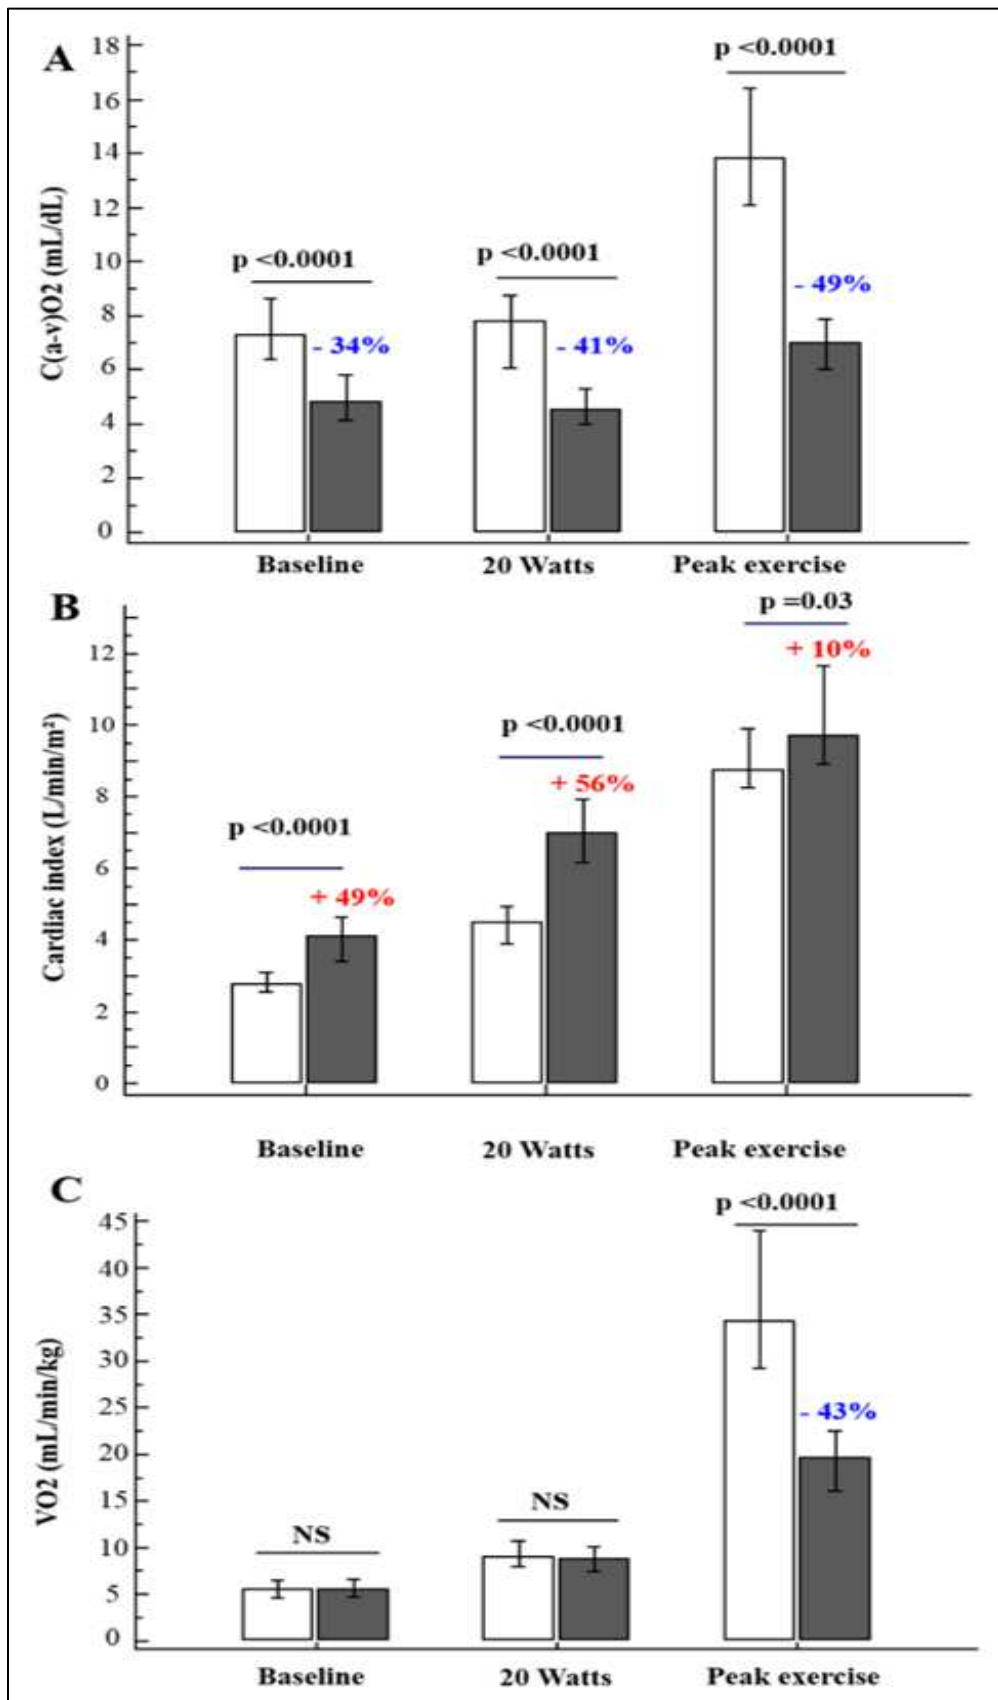 A
C(a-v)O2 (mL/dL)
18
16
14
12
10
8
6
4
2
0
p <0.0001
- 34%
p <0.0001
- 41%
p <0.0001
- 49%
Baseline 20 Watts Peak exercise
B
Cardiac index (L/min/m²)
12
10
8
6
4
2
0
p <0.0001
+ 49%
p <0.0001
+ 56%
p =0.03
+ 10%
Baseline 20 Watts Peak exercise
C
VO2 (mL/min/kg)
45
40
35
30
25
20
15
10
5
0
NS
NS
p <0.0001
- 43%
Baseline 20 Watts Peak exercise